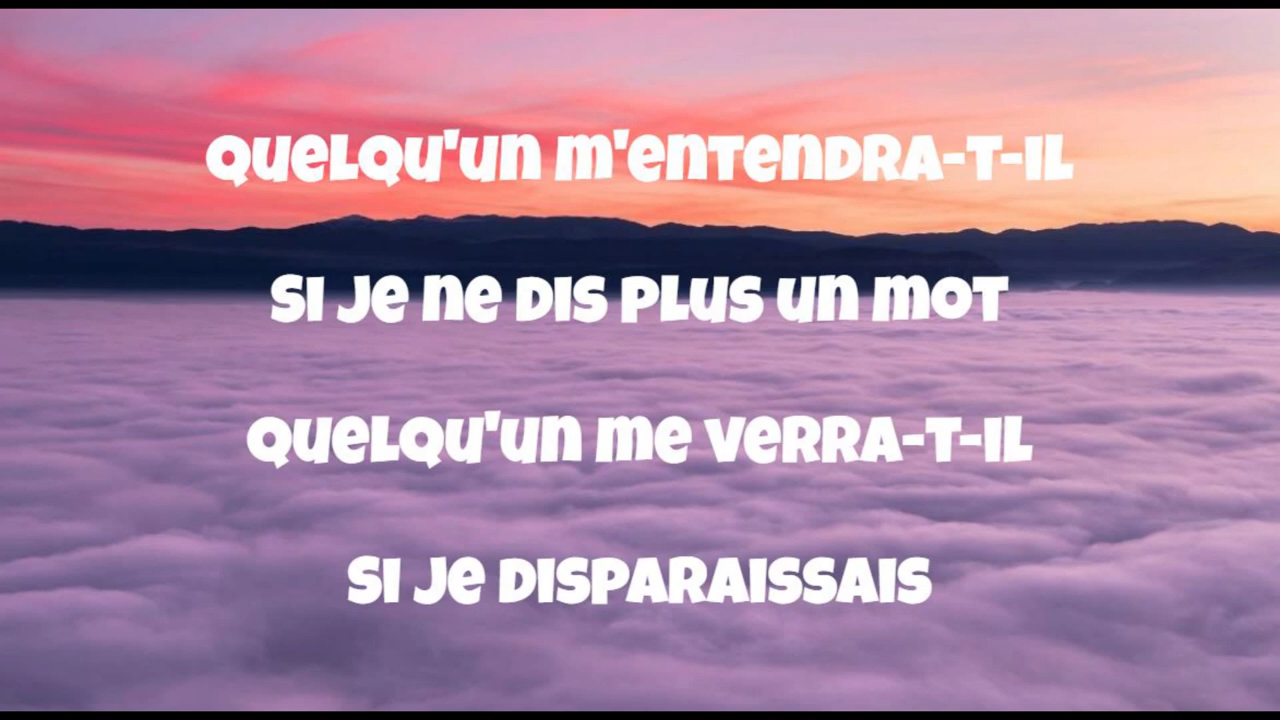 Quelqu'un m'entendra-t-il
Si je ne dis plus un mot
Quelqu'un me verra-t-il
Si je disparaissais